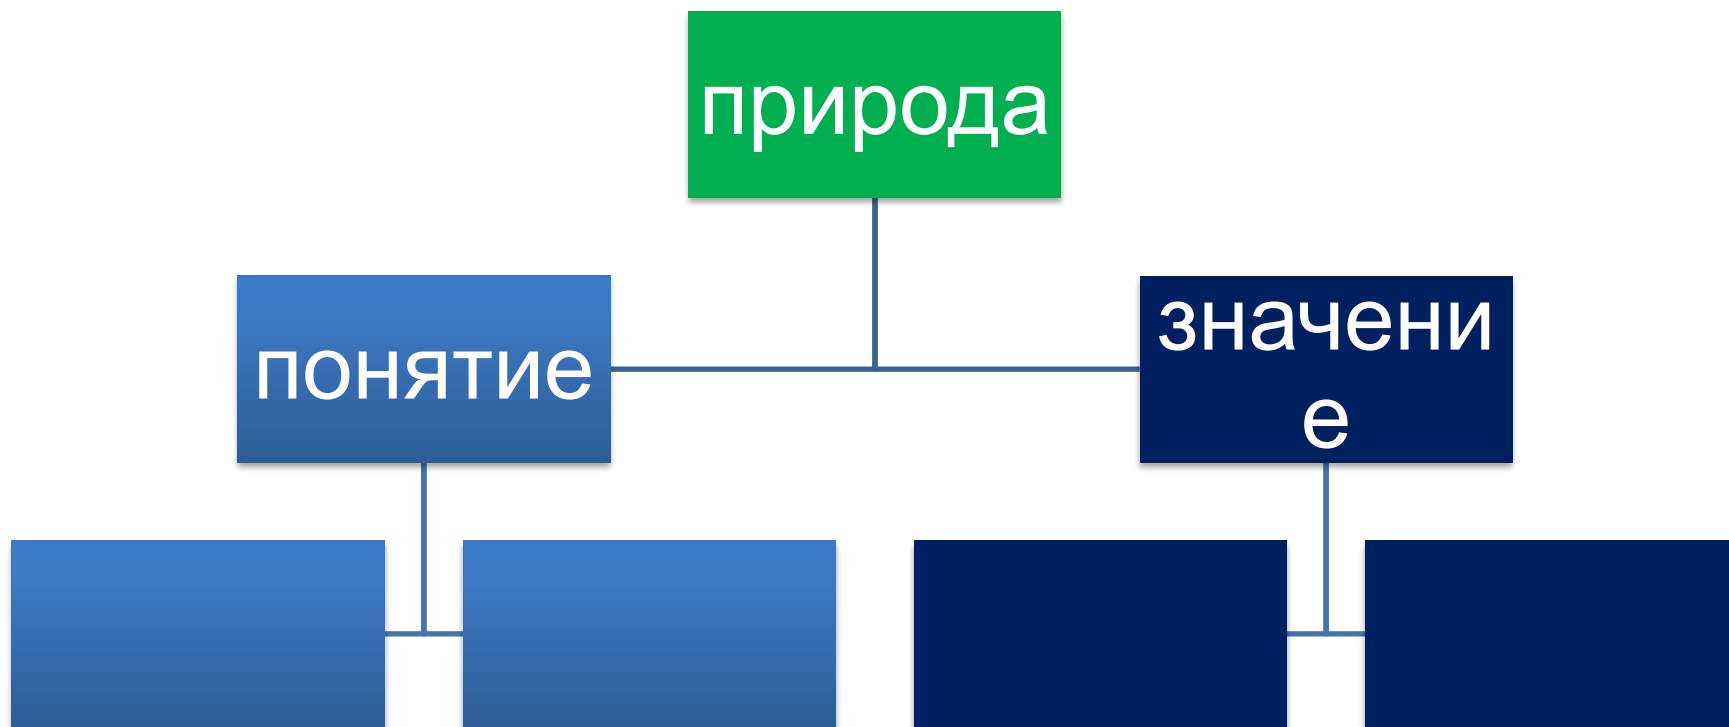 природа
понятие
значени
е